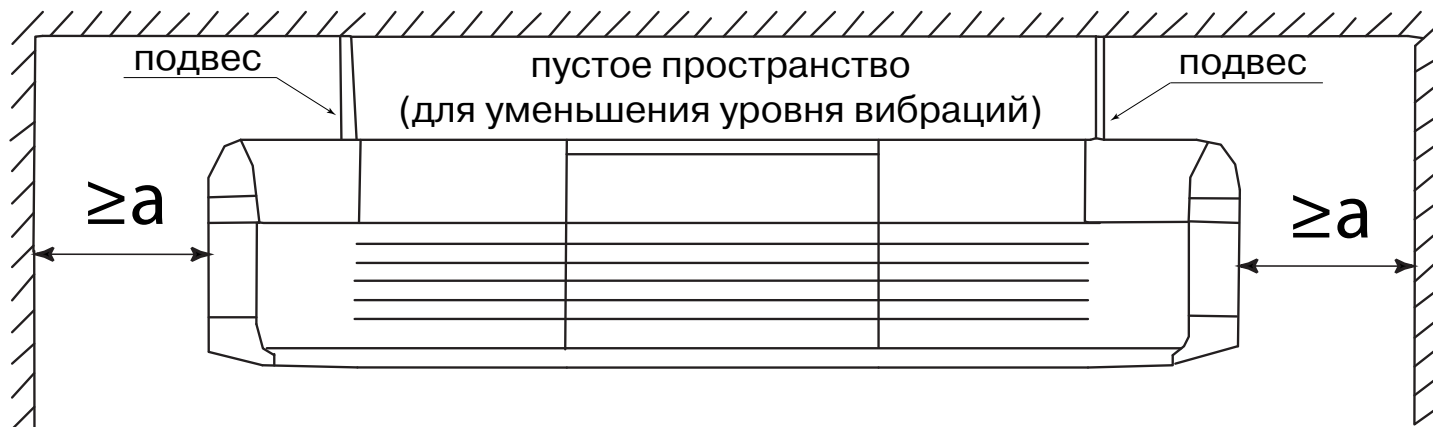 подвес
пустое пространство
(для уменьшения уровня вибраций)
подвес
≥a
≥a